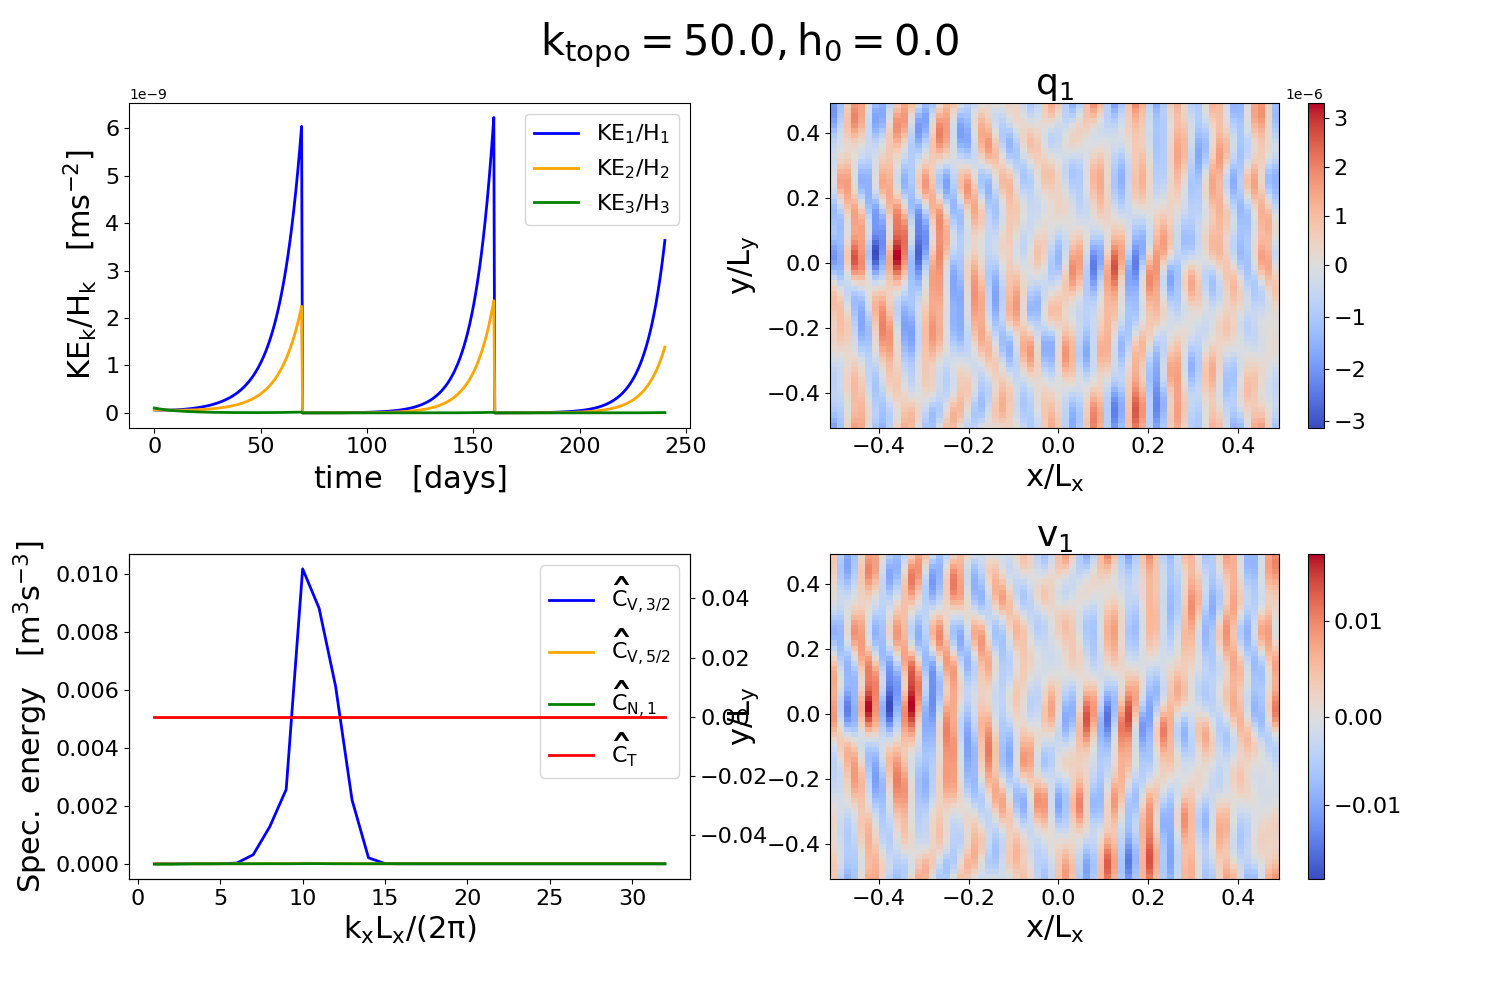 k_topo = 50.0, h_0 = 0.0
1e−9
6
5
4
3
2
1
0
KE_k/H_k [ms^−2]
KE_1/H_1
KE_2/H_2
KE_3/H_3
0 50 100 150 200 250
time [days]
q_1
1e−6
0.4
0.2
0.0
−0.2
−0.4
y/L_y
−0.4 −0.2 0.0 0.2 0.4
x/L_x
3
2
1
0
−1
−2
−3
0.010
0.008
0.006
0.004
0.002
0.000
Spec. energy [m^3s^−3]
Ĉ_V,3/2
Ĉ_V,5/2
Ĉ_N,1
Ĉ_T
0.04
0.02
0.00
−0.02
−0.04
0 5 10 15 20 25 30
k_xL_x/(2π)
v_1
0.4
0.2
0.0
−0.2
−0.4
y/L_y
−0.4 −0.2 0.0 0.2 0.4
x/L_x
0.01
0.00
−0.01